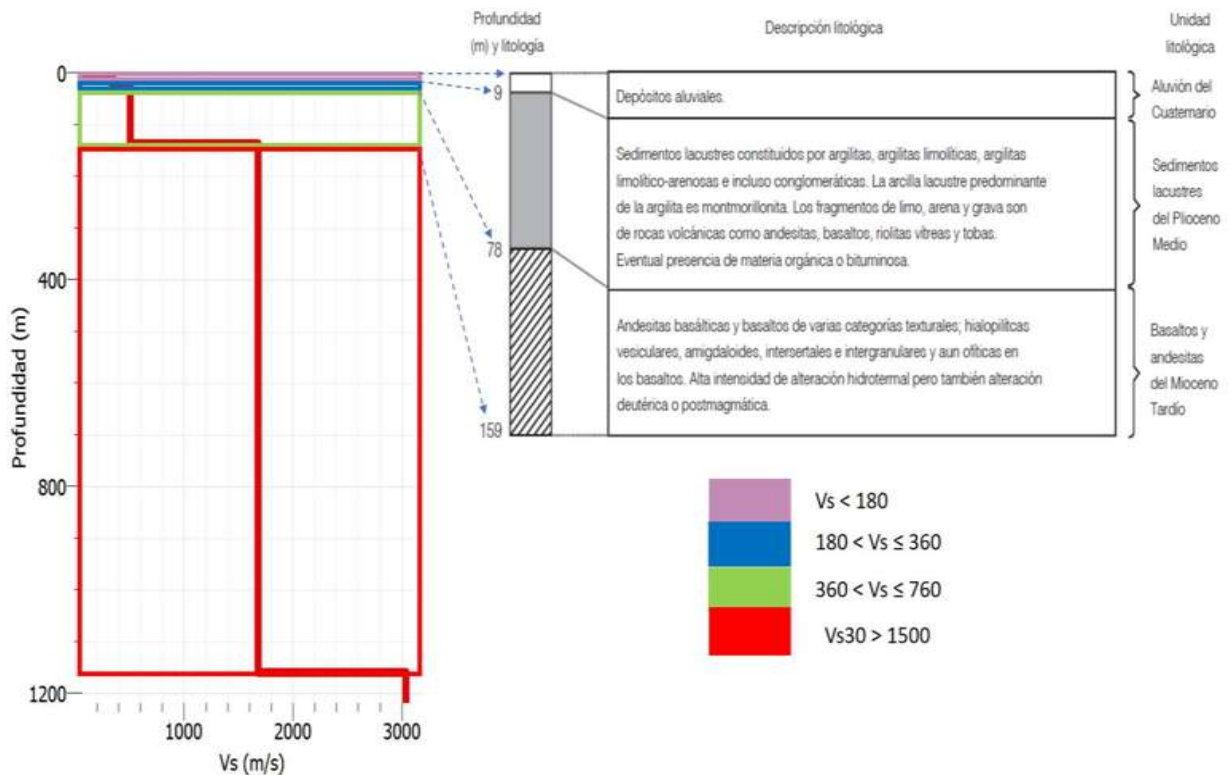 Profundidad
(m) y litología
Descripción litológica
Unidad
litológica
0
9
78
159
Depósitos aluviales.
Aluvión del
Cuaternario
Sedimentos lacustres constituidos por argilitas, argilitas limolíticas, argilitas
limolítico-arenosas e incluso conglomeráticas. La arcilla lacustre predominante
de la argilita es montmorillonita. Los fragmentos de limo, arena y grava son
de rocas volcánicas como andesitas, basaltos, riolitas vítreas y tobas.
Eventual presencia de materia orgánica o bituminosa.
Sedimentos
lacustres
del Plioceno
Medio
Andesitas basálticas y basaltos de varias categorías texturales; hialopilítcas
vesiculares, amigdaloides, intersertales e intergranulares y aun ofíticas en
los basaltos. Alta intensidad de alteración hidrotermal pero también alteración
deutérica o postmagmática.
Basaltos y
andesitas
del Mioceno
Tardío
400
800
1200
Profundidad (m)
1000
2000
3000
Vs (m/s)
Vs < 180
180 < Vs ≤ 360
360 < Vs ≤ 760
Vs30 > 1500